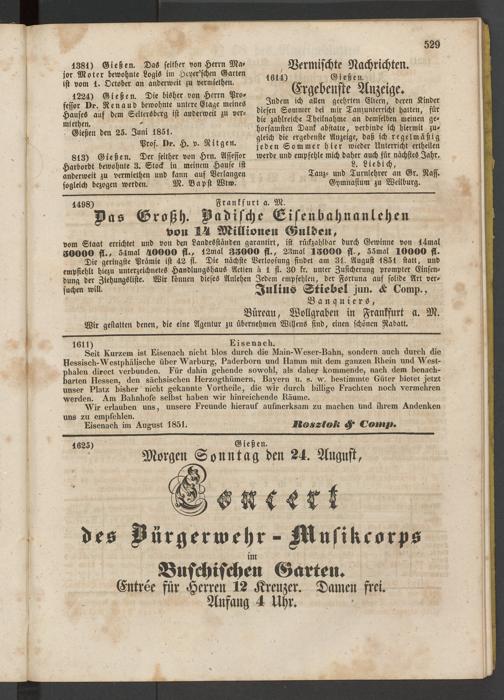 529
1381) Gießen. Das seither von Herrn Ma-
jor Moter bewohnte Logis im Heyer'schen Garten
ist vom 1. October an anderweit zu vermiethen.
1224) Gießen. Die bisher von Herrn Pro-
fessor Dr. Renaud bewohnte untere Etage meines
Hauses auf dem Seltersberg ist anderweit zu ver-
miethen.
Gießen den 25. Juni 1851.
Prof. Dr. H. v. Ritgen.
813) Gießen. Der seither von Hrn. Assessor
Hardordt bewohnte 3. Stock in meinem Hause ist
anderweit zu vermiethen und kann auf Verlangen
sogleich bezogen werden. M. Bapst Wtw.
Vermischte Nachrichten.
1614) Gießen.
Ergebenste Anzeige.
Indem ich allen geehrten Eltern, deren Kinder
diesen Sommer bei mir Tanzunterricht hatten, für
die zahlreiche Theilnahme an demselben meinen ge-
horsamsten Dank abstatte, verbinde ich hiermit zu-
gleich die ergebenste Anzeige, daß ich regelmäßig
jeden Sommer hier wieder Unterricht ertheilen
werde und empfehle mich daher auch für nächstes Jahr.
L. Liebich,
Tanz- und Turnlehrer an Gr. Nass.
Gymnasium zu Weilburg.
1498) Frankfurt a. M.
Das Großh. Badische Eisenbahnanlehen
von 14 Millionen Gulden,
vom Staat errichtet und von den Landesständen garantirt, ist rückzahlbar durch Gewinne von 14mal
50000 fl., 54mal 40000 fl., 12mal 35000 fl., 23mal 15000 fl., 55mal 10000 fl.
Die geringste Prämie ist 42 fl. Die nächste Verloosung findet am 31. August 1851 statt, und
empfiehlt hiezu unterzeichnetes Handlungshaus Actien à 1 fl. 30 kr. unter Zusicherung prompter Einsen-
dung der Ziehungsliste. Wir können dieses Anlehen Jedem empfehlen, der Fortuna auf solide Art ver-
suchen will. Julius Stiebel jun. & Comp.,
Banquiers,
Büreau, Wollgraben in Frankfurt a. M.
Wir gestatten denen, die eine Agentur zu übernehmen Willens sind, einen schönen Rabatt.
1611) Eisenach.
Seit Kurzem ist Eisenach nicht blos durch die Main-Weser-Bahn, sondern auch durch die
Hessisch-Westphälische über Warburg, Paderborn und Hamm mit dem ganzen Rhein und West-
phalen direct verbunden. Für dahin gehende sowohl, als daher kommende, nach dem benach-
barten Hessen, den sächsischen Herzogthümern, Bayern u. s. w. bestimmte Güter bietet jetzt
unser Platz bisher nicht gekannte Vortheile, die wir durch billige Frachten noch vermehren
werden. Am Bahnhofe selbst haben wir hinreichende Räume.
Wir erlauben uns, unsere Freunde hierauf aufmerksam zu machen und ihrem Andenken
uns zu empfehlen.
Eisenach im August 1851. Rosztok & Comp.
1625) Gießen.
Morgen Sonntag den 24. August,
Concert
des Bürgerwehr-Musikcorps
im
Buschischen Garten.
Entrée für Herren 12 Kreuzer. Damen frei.
Anfang 4 Uhr.